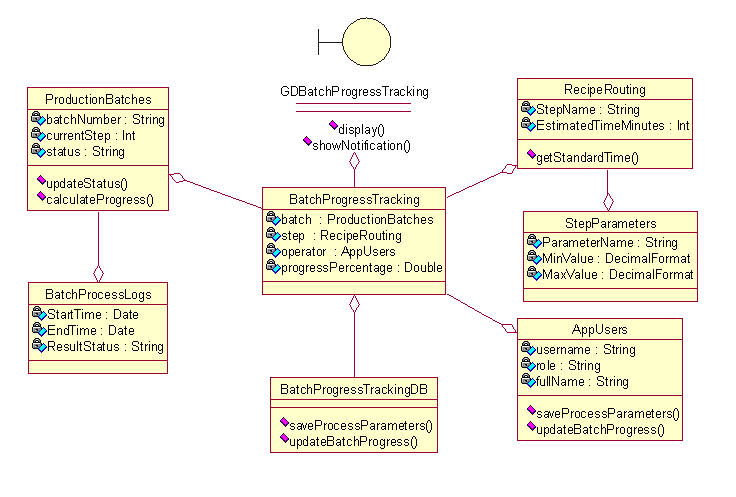 GDBatchProgressTracking
display()
showNotification()
ProductionBatches
batchNumber : String
currentStep : Int
status : String
updateStatus()
calculateProgress()
RecipeRouting
StepName : String
EstimatedTimeMinutes : Int
getStandardTime()
BatchProgressTracking
batch : ProductionBatches
step : RecipeRouting
operator : AppUsers
progressPercentage : Double
StepParameters
ParameterName : String
MinValue : DecimalFormat
MaxValue : DecimalFormat
BatchProcessLogs
StartTime : Date
EndTime : Date
ResultStatus : String
AppUsers
username : String
role : String
fullName : String
saveProcessParameters()
updateBatchProgress()
BatchProgressTrackingDB
saveProcessParameters()
updateBatchProgress()